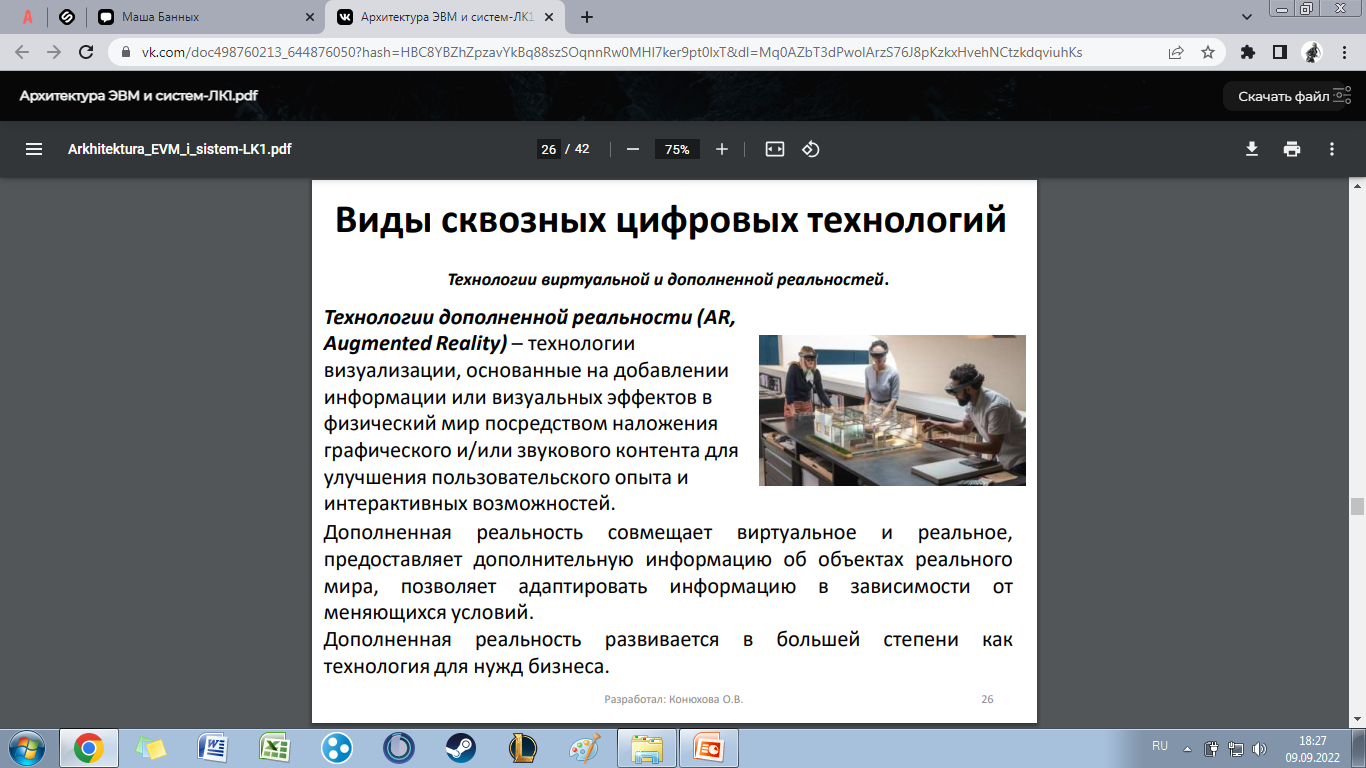 Маша Банных
Архитектура ЭВМ и систем-ЛК1
vk.com/doc498760213_644876050?hash=HBC8YBZhZpzavYkBq88szSOqnnRw0MHI7ker9pt0IxT&dl=Mq0AZbT3dPwoIArzS76J8pKzkxHvehNCtzkdqviuhKs
Архитектура ЭВМ и систем-ЛК1.pdf
Скачать файл
Arkhitektura_EVM_i_sistem-LK1.pdf
26 / 42
75%
Виды сквозных цифровых технологий
Технологии виртуальной и дополненной реальностей.
Технологии дополненной реальности (AR,
Augmented Reality) – технологии
визуализации, основанные на добавлении
информации или визуальных эффектов в
физический мир посредством наложения
графического и/или звукового контента для
улучшения пользовательского опыта и
интерактивных возможностей.
Дополненная реальность совмещает виртуальное и реальное,
предоставляет дополнительную информацию об объектах реального
мира, позволяет адаптировать информацию в зависимости от
меняющихся условий.
Дополненная реальность развивается в большей степени как
технология для нужд бизнеса.
Разработал: Конюхова О.В.
26
RU
18:27
09.09.2022